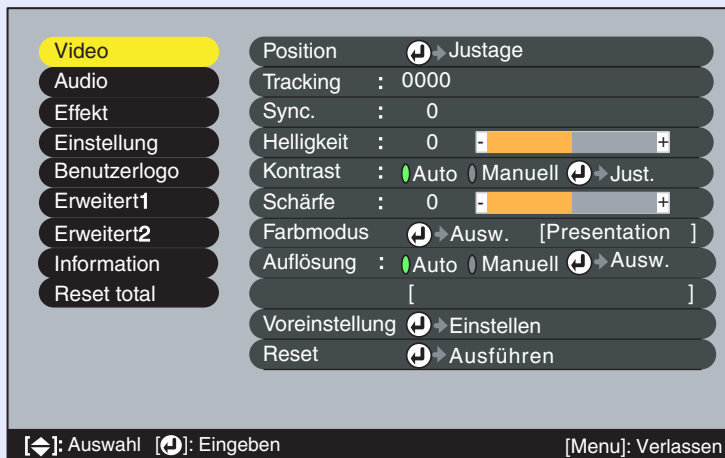 Video
Audio
Effekt
Einstellung
Benutzerlogo
Erweitert1
Erweitert2
Information
Reset total
Position Justage
Tracking : 0000
Sync. : 0
Helligkeit : 0 - +
Kontrast : Auto Manuell Just.
Schärfe : 0 - +
Farbmodus Ausw. [Presentation ]
Auflösung : Auto Manuell Ausw.
[ ]
Voreinstellung Einstellen
Reset Ausführen
[ ]: Auswahl [ ]: Eingeben [Menu]: Verlassen